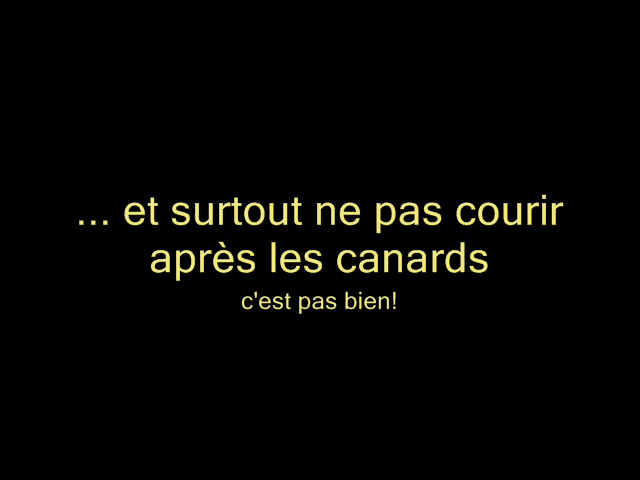 ... et surtout ne pas courir
après les canards
c'est pas bien!